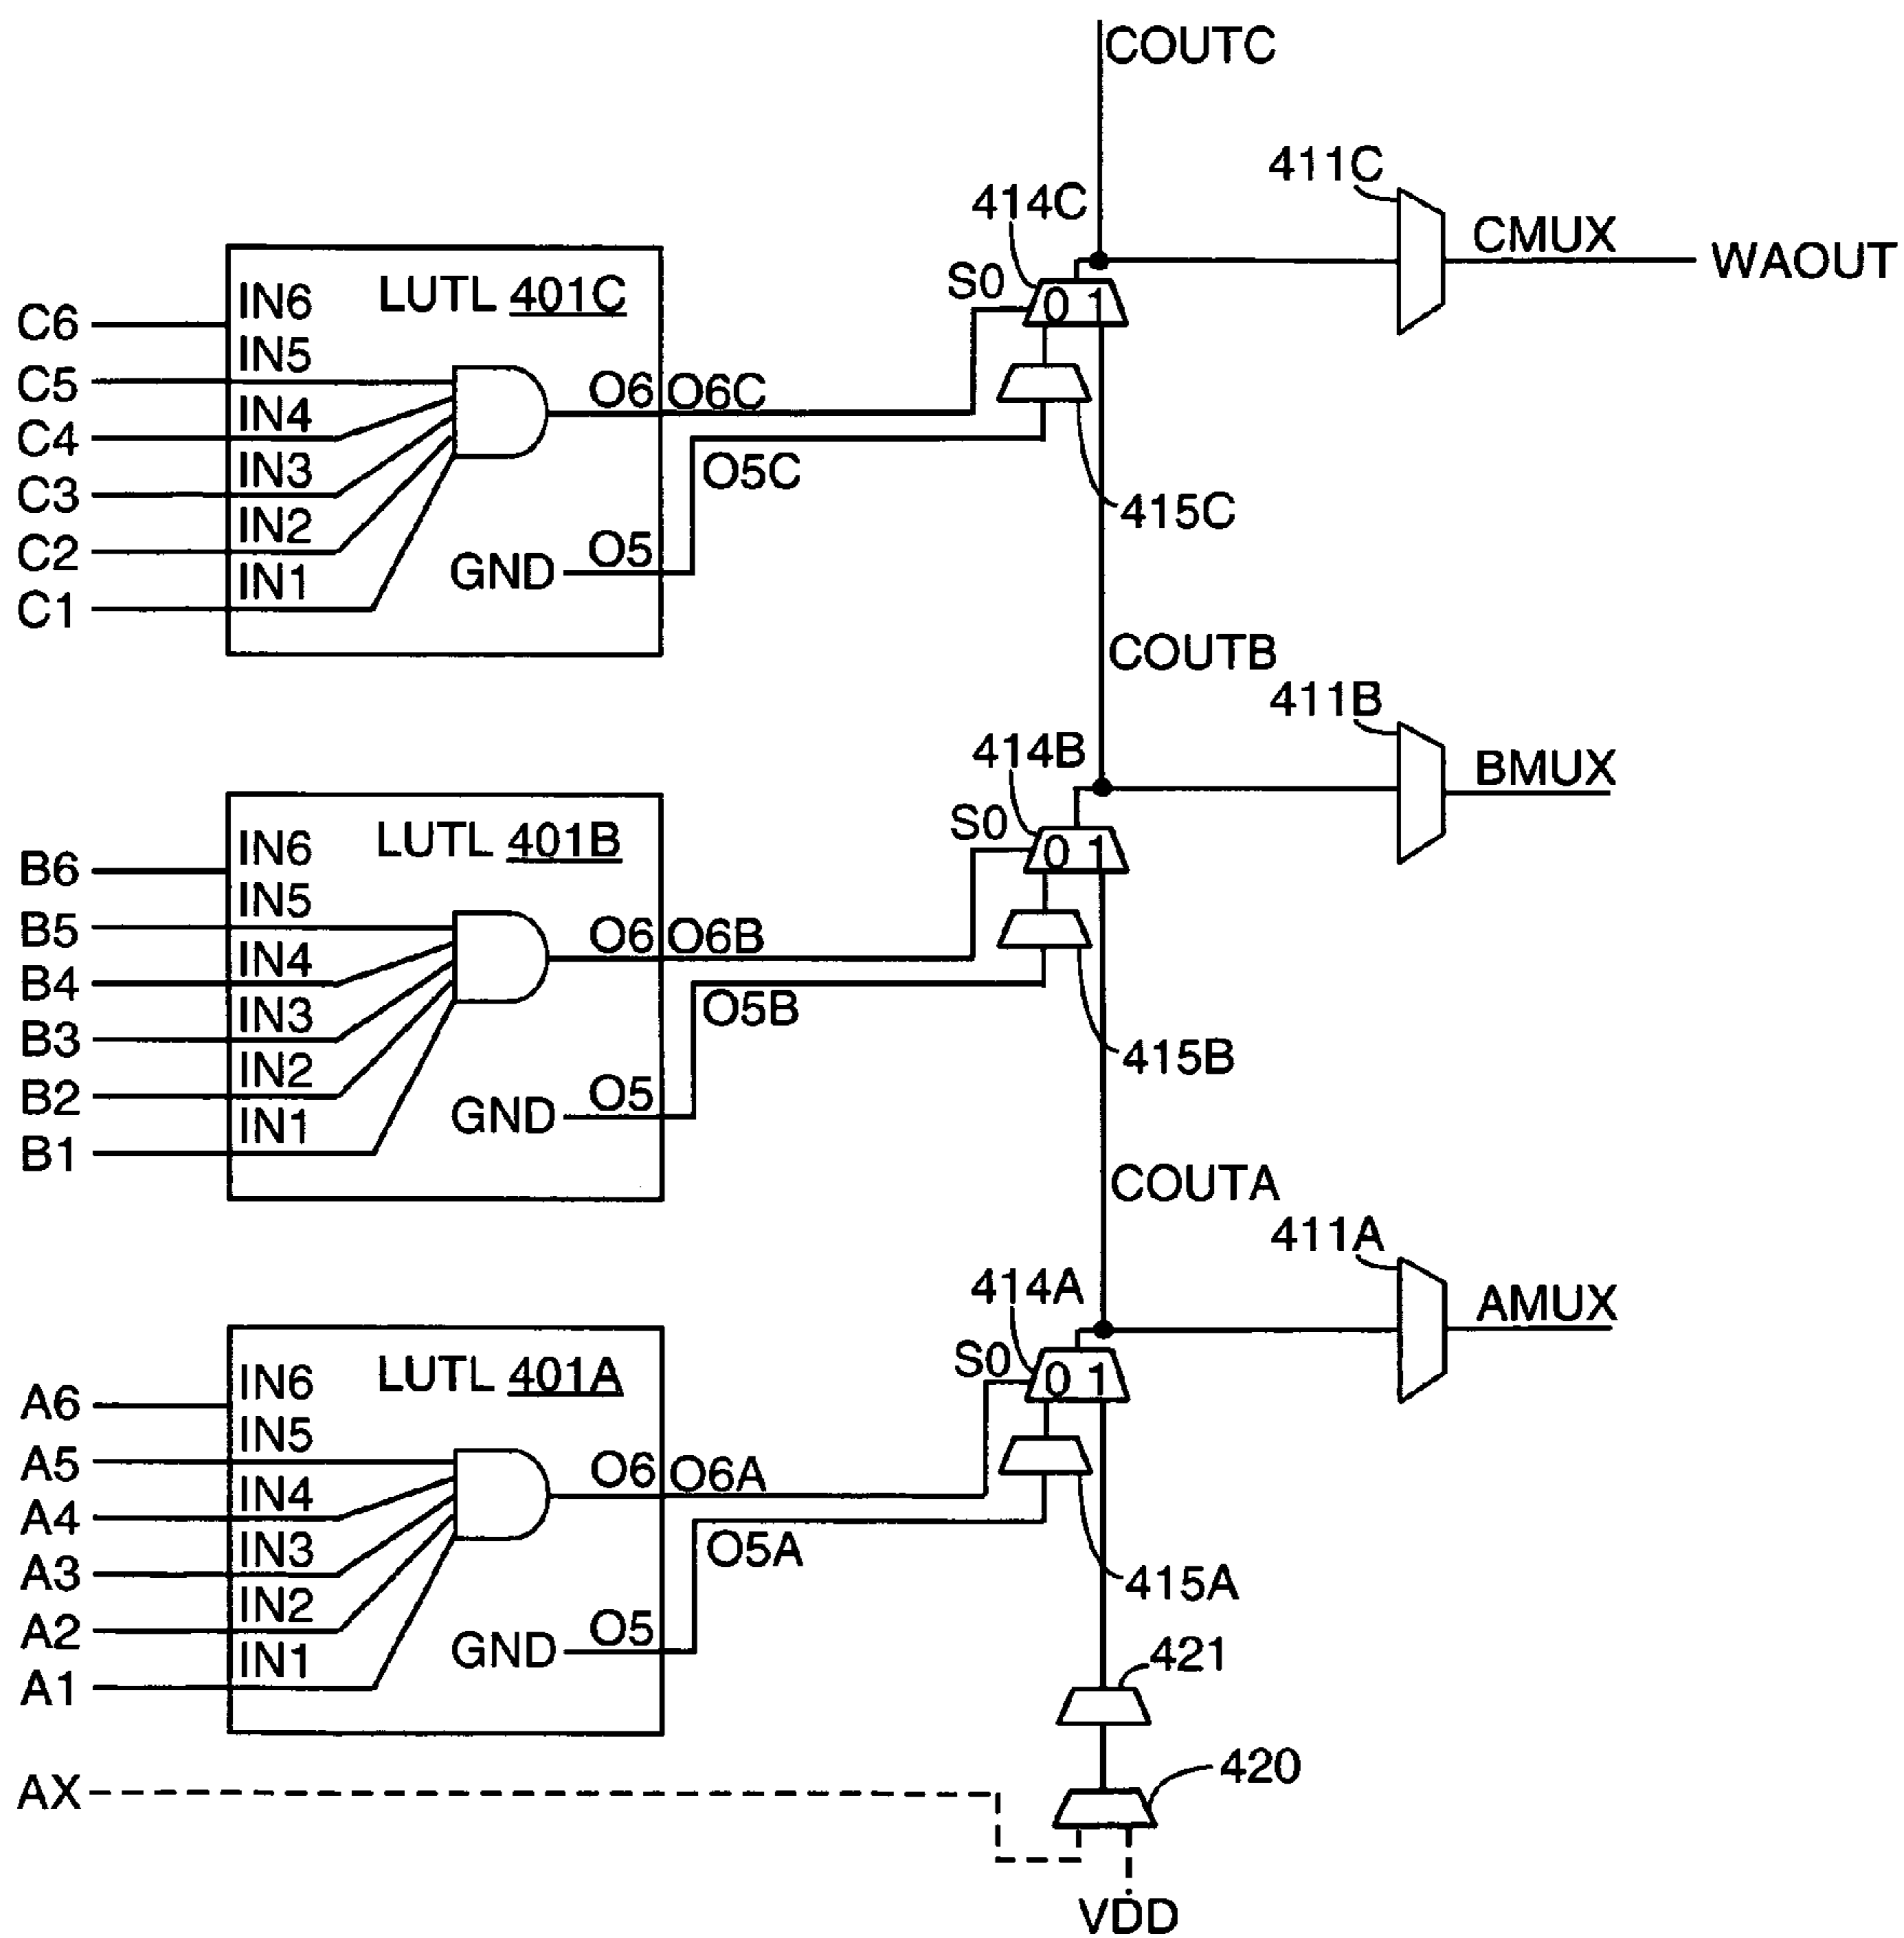 COUTC
411C
414C
CMUX
WAOUT
S0
0 1
LUTL 401C
C6
IN6
C5
IN5
C4
IN4
C3
IN3
C2
IN2
C1
IN1
O6
O6C
O5C
GND
O5
415C
COUTB
411B
414B
BMUX
S0
0 1
LUTL 401B
B6
IN6
B5
IN5
B4
IN4
B3
IN3
B2
IN2
B1
IN1
O6
O6B
O5B
GND
O5
415B
COUTA
411A
414A
AMUX
S0
0 1
LUTL 401A
A6
IN6
A5
IN5
A4
IN4
A3
IN3
A2
IN2
A1
IN1
O6
O6A
O5A
GND
O5
415A
421
420
AX
VDD